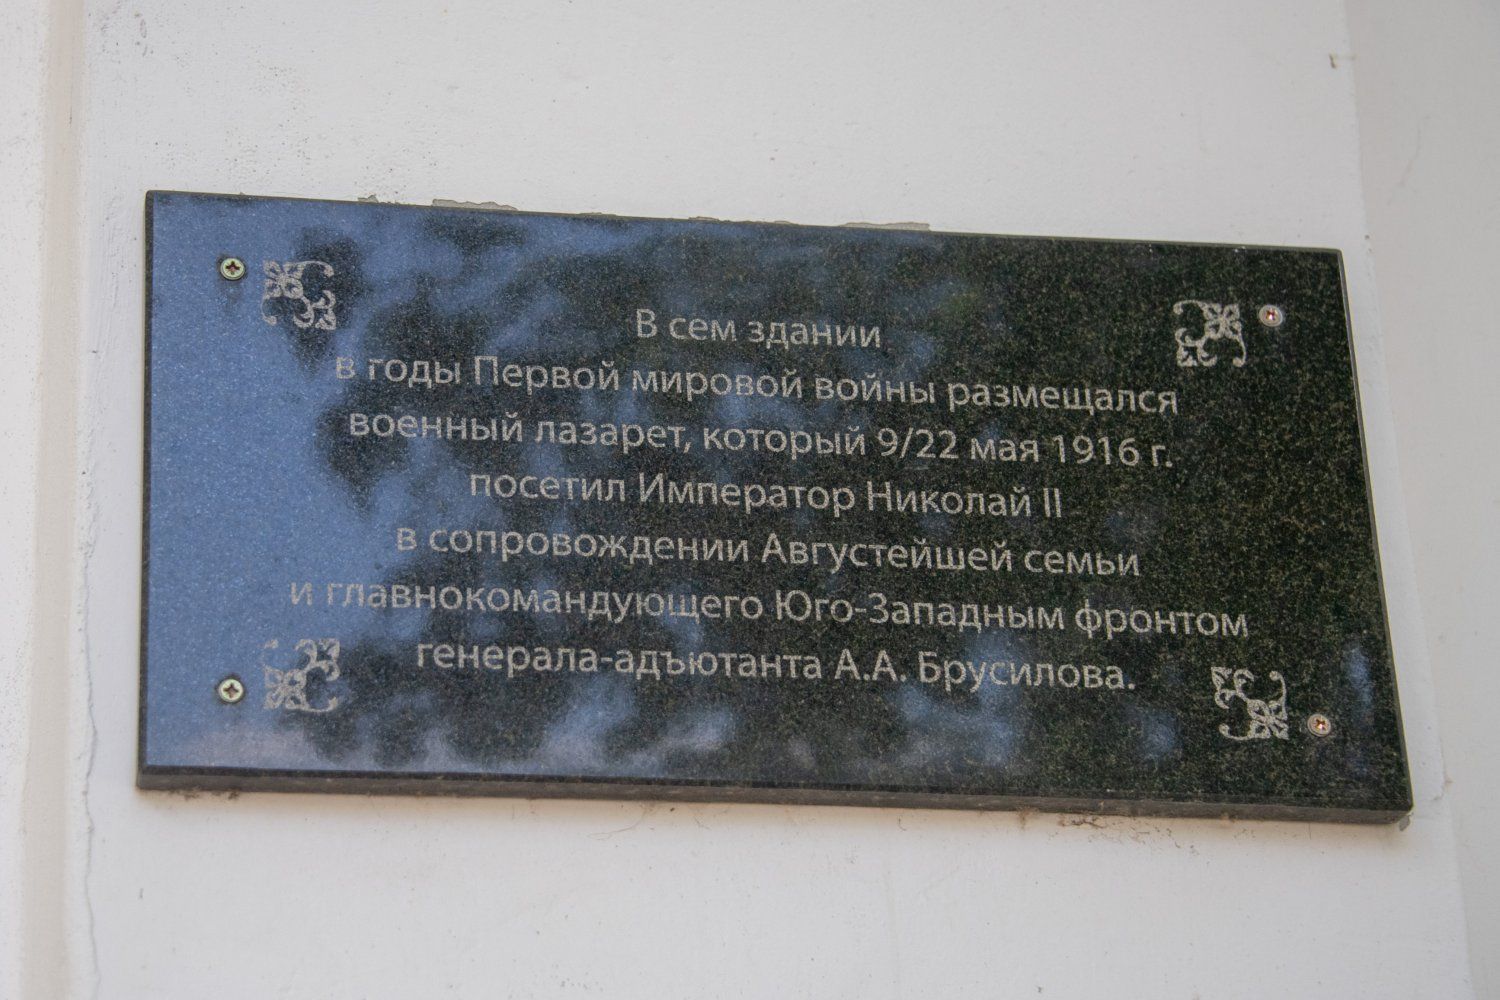 В сем здании
в годы Первой мировой войны размещался
военный лазарет, который 9/22 мая 1916 г.
посетил Император Николай II
в сопровождении Августейшей семьи
и главнокомандующего Юго-Западным фронтом
генерала-адъютанта А.А. Брусилова.